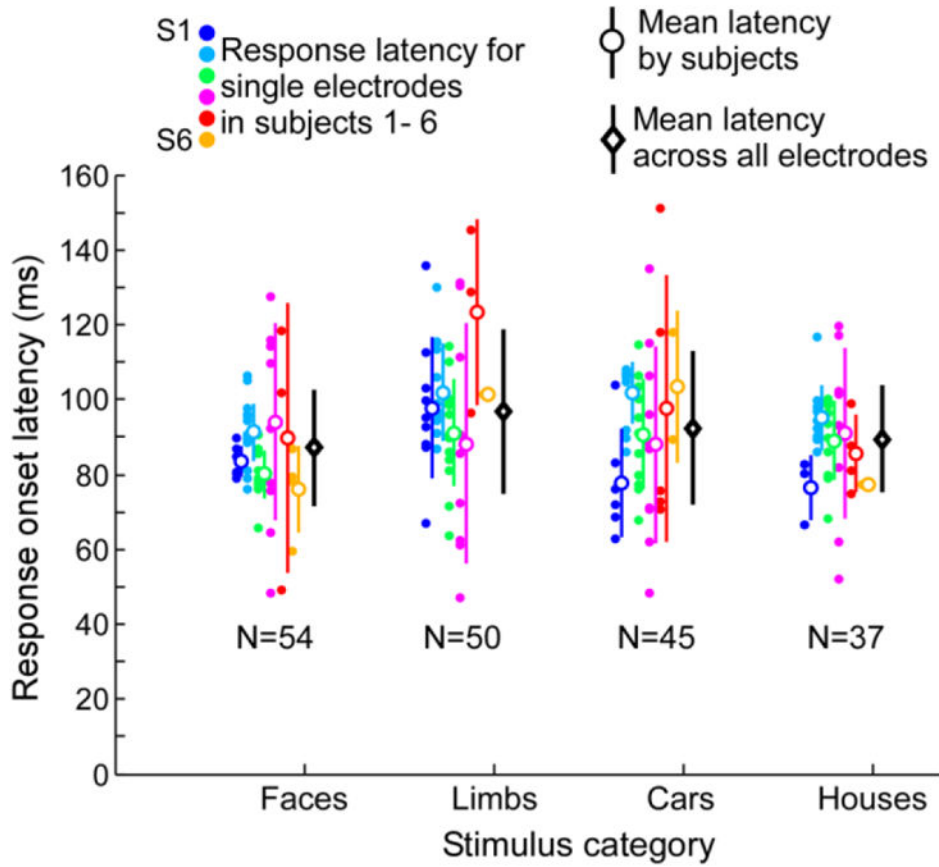 S1
Response latency for
single electrodes
in subjects 1- 6
S6
Mean latency
by subjects
Mean latency
across all electrodes
Response onset latency (ms)
160
140
120
100
80
60
40
20
0
N=54
N=50
N=45
N=37
Faces
Limbs
Cars
Houses
Stimulus category